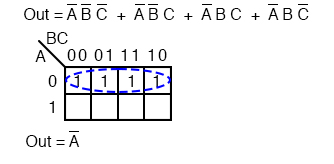 Out = A̅ B̅ C̅ + A̅ B̅ C + A̅ B C + A̅ B C̅
BC
A 00 01 11 10
0 1 1 1 1
1
Out = A̅